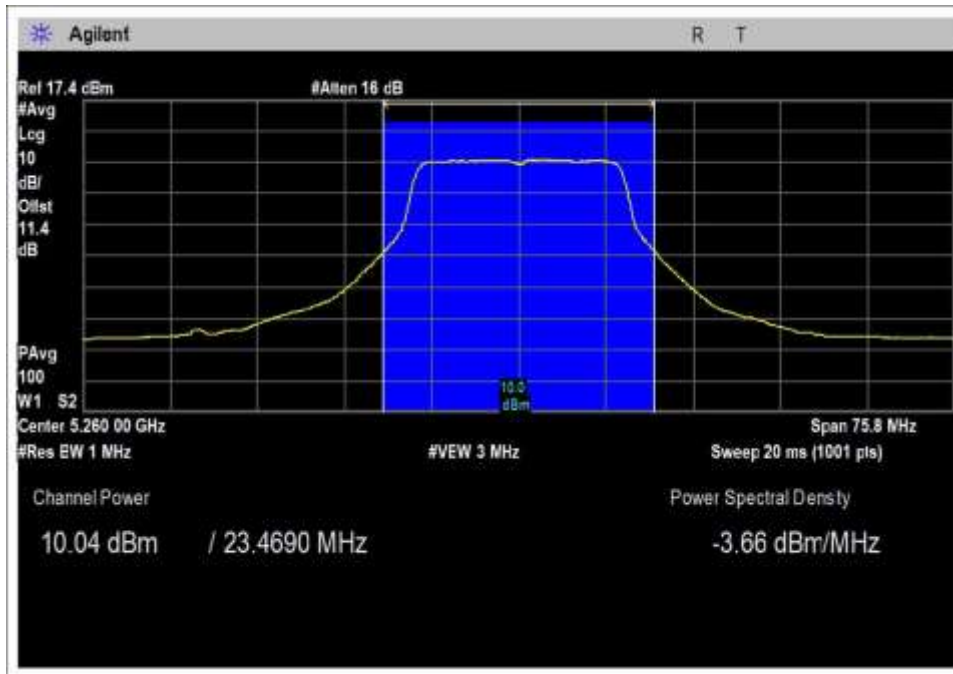 Agilent R T
Ref 17.4 dBm #Atten 16 dB
#Avg
Log
10
dB/
Offst
11.4
dB
10.0
dBm
PAvg
100
W1 S2
Center 5.260 00 GHz Span 75.8 MHz
#Res BW 1 MHz #VBW 3 MHz Sweep 20 ms (1001 pts)
Channel Power Power Spectral Density
10.04 dBm / 23.4690 MHz -3.66 dBm/MHz